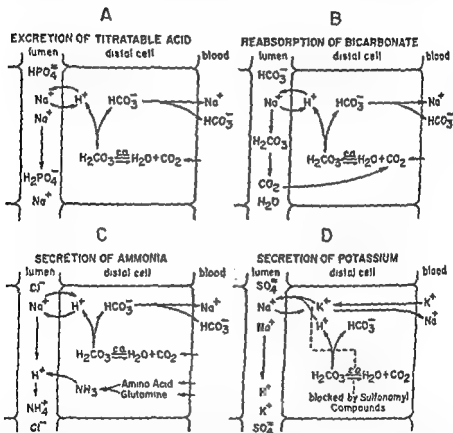 A
EXCRETION OF TITRATABLE ACID
lumen distal cell blood
HPO₄⁼
Na⁺ H⁺ HCO₃⁻ Na⁺
Na⁺ HCO₃⁻
H₂CO₃ ca H₂O+CO₂
H₂PO₄⁻
Na⁺
B
REABSORPTION OF BICARBONATE
lumen distal cell blood
HCO₃⁻
Na⁺ H⁺ HCO₃⁻ Na⁺
HCO₃⁻
H₂CO₃
H₂CO₃ ca H₂O+CO₂
CO₂
H₂O
C
SECRETION OF AMMONIA
lumen distal cell blood
Cl⁻
Na⁺ H⁺ HCO₃⁻ Na⁺
HCO₃⁻
H₂CO₃ ca H₂O+CO₂
H⁺ NH₃ Amino Acid
Glutamine
NH₄⁺
Cl⁻
D
SECRETION OF POTASSIUM
lumen distal cell blood
SO₄⁼
Na⁺ K⁺ K⁺
Na⁺ H⁺ HCO₃⁻ Na⁺
H₂CO₃ ca H₂O+CO₂
H⁺ blocked by Sulfonamyl
K⁺ Compounds
SO₄⁼